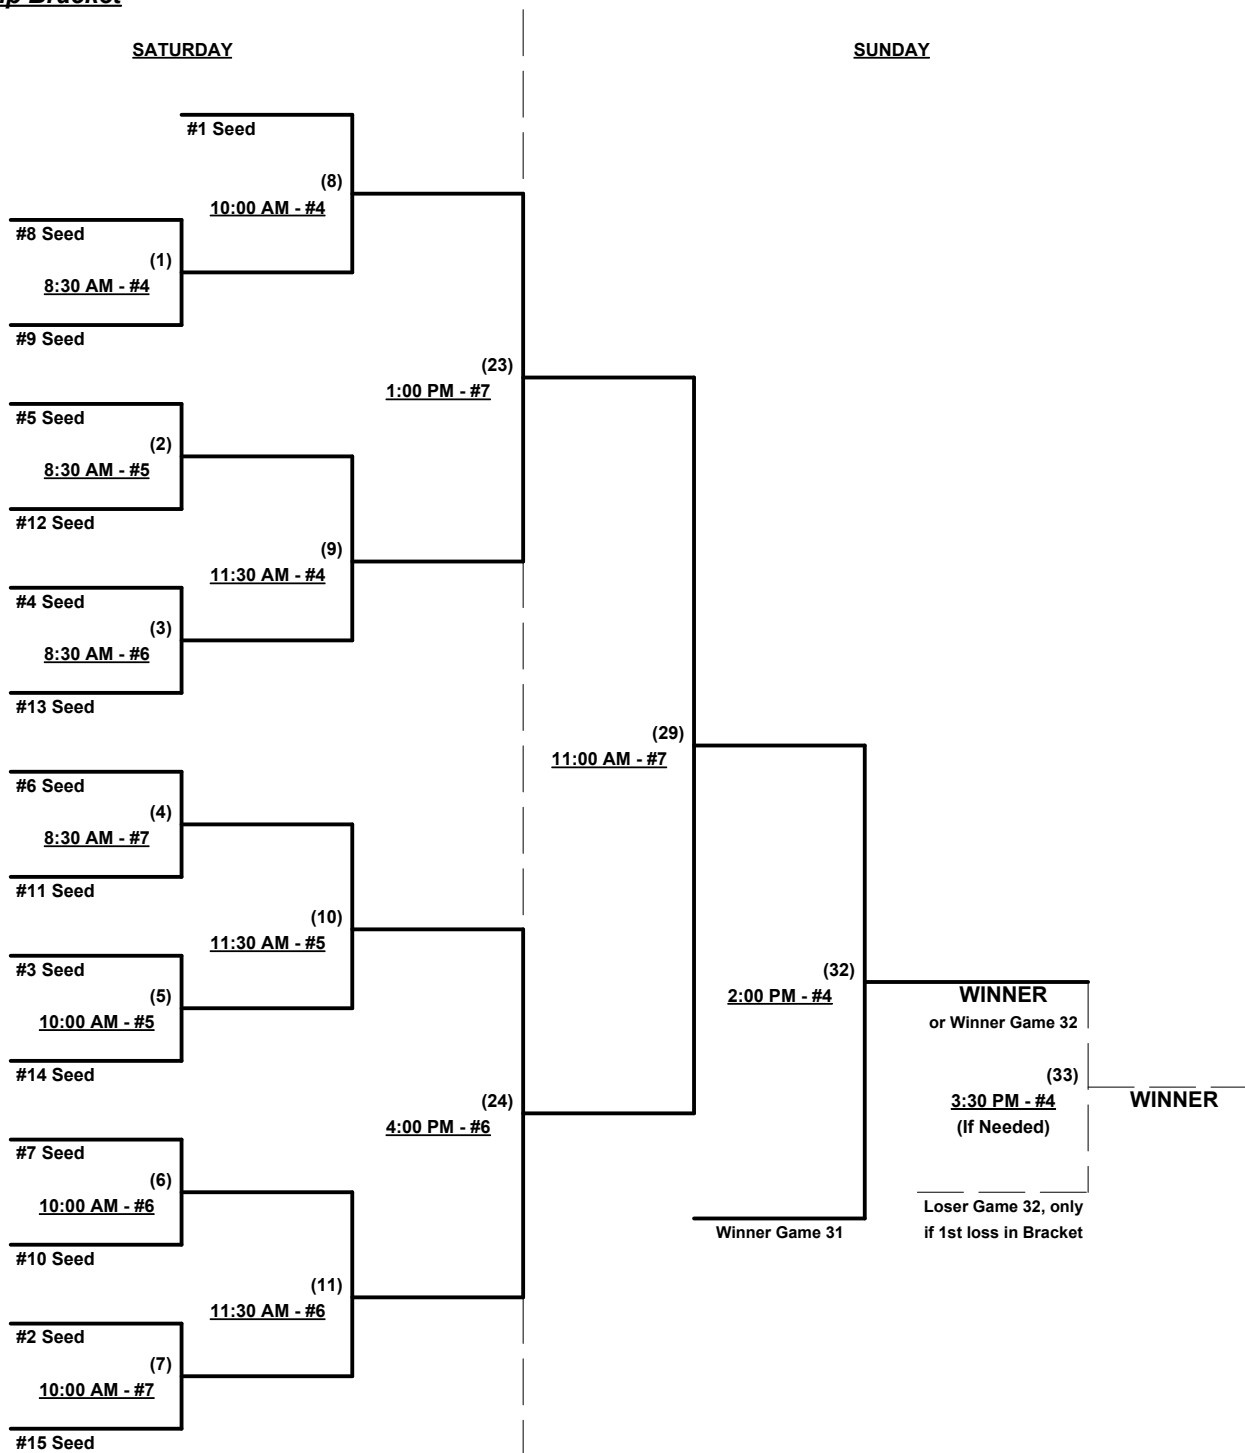 Bracket
SATURDAY
SUNDAY
#1 Seed
(8)
10:00 AM - #4
#8 Seed
(1)
8:30 AM - #4
#9 Seed
(23)
1:00 PM - #7
#5 Seed
(2)
8:30 AM - #5
#12 Seed
(9)
11:30 AM - #4
#4 Seed
(3)
8:30 AM - #6
#13 Seed
(29)
11:00 AM - #7
#6 Seed
(4)
8:30 AM - #7
#11 Seed
(10)
11:30 AM - #5
#3 Seed
(5)
10:00 AM - #5
#14 Seed
(32)
2:00 PM - #4
WINNER
or Winner Game 32
(33)
3:30 PM - #4
(If Needed)
WINNER
(24)
4:00 PM - #6
#7 Seed
(6)
10:00 AM - #6
#10 Seed
Winner Game 31
Loser Game 32, only
if 1st loss in Bracket
(11)
11:30 AM - #6
#2 Seed
(7)
10:00 AM - #7
#15 Seed